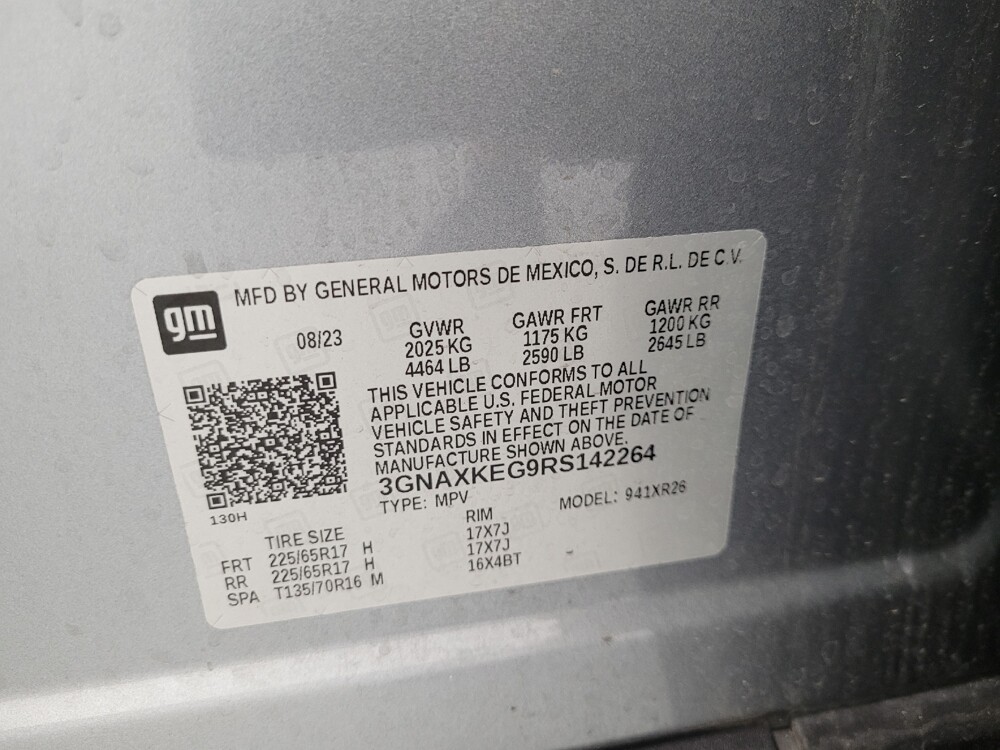 gm
MFD BY GENERAL MOTORS DE MEXICO, S. DE R.L. DE C.V.
08/23
GVWR
2025 KG
4464 LB
GAWR FRT
1175 KG
2590 LB
GAWR RR
1200 KG
2645 LB
THIS VEHICLE CONFORMS TO ALL
APPLICABLE U.S. FEDERAL MOTOR
VEHICLE SAFETY AND THEFT PREVENTION
STANDARDS IN EFFECT ON THE DATE OF
MANUFACTURE SHOWN ABOVE.
3GNAXKEG9RS142264
TYPE: MPV MODEL: 941XR26
130H
TIRE SIZE RIM
FRT 225/65R17 H 17X7J
RR 225/65R17 H 17X7J
SPA T135/70R16 M 16X4BT